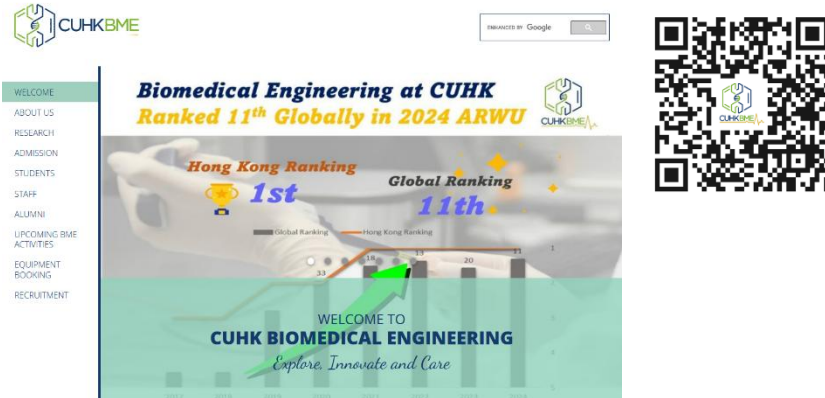 CUHKBME
ENHANCED BY Google
WELCOME
ABOUT US
RESEARCH
ADMISSION
STUDENTS
STAFF
ALUMNI
UPCOMING BME
ACTIVITIES
EQUIPMENT
BOOKING
RECRUITMENT
Biomedical Engineering at CUHK
Ranked 11th Globally in 2024 ARWU
CUHKBME
Hong Kong Ranking
1st
Global Ranking
11th
Global Ranking
Hong Kong Ranking
33
18
13
20
11
1
WELCOME TO
CUHK BIOMEDICAL ENGINEERING
Explore, Innovate and Care
CUHKBME